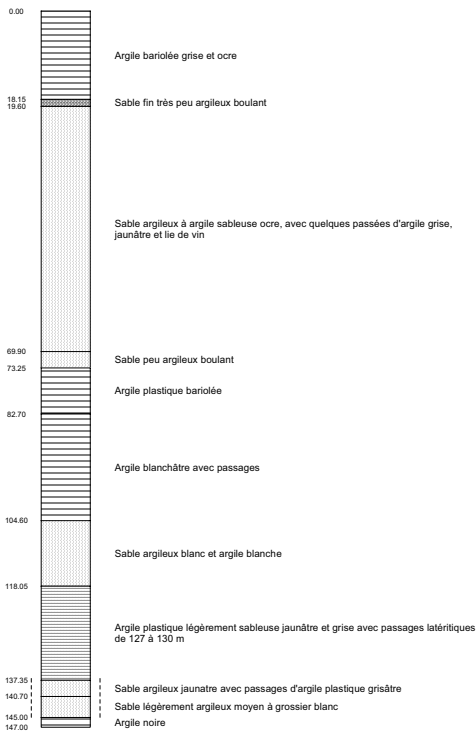 0.00
Argile bariolée grise et ocre
18.15
Sable fin très peu argileux boulant
19.60
Sable argileux à argile sableuse ocre, avec quelques passées d'argile grise,
jaunâtre et lie de vin
69.90
Sable peu argileux boulant
73.25
Argile plastique bariolée
82.70
Argile blanchâtre avec passages
104.60
Sable argileux blanc et argile blanche
118.05
Argile plastique légèrement sableuse jaunâtre et grise avec passages latéritiques
de 127 à 130 m
137.35
Sable argileux jaunatre avec passages d'argile plastique grisâtre
140.70
Sable légèrement argileux moyen à grossier blanc
145.00
Argile noire
147.00